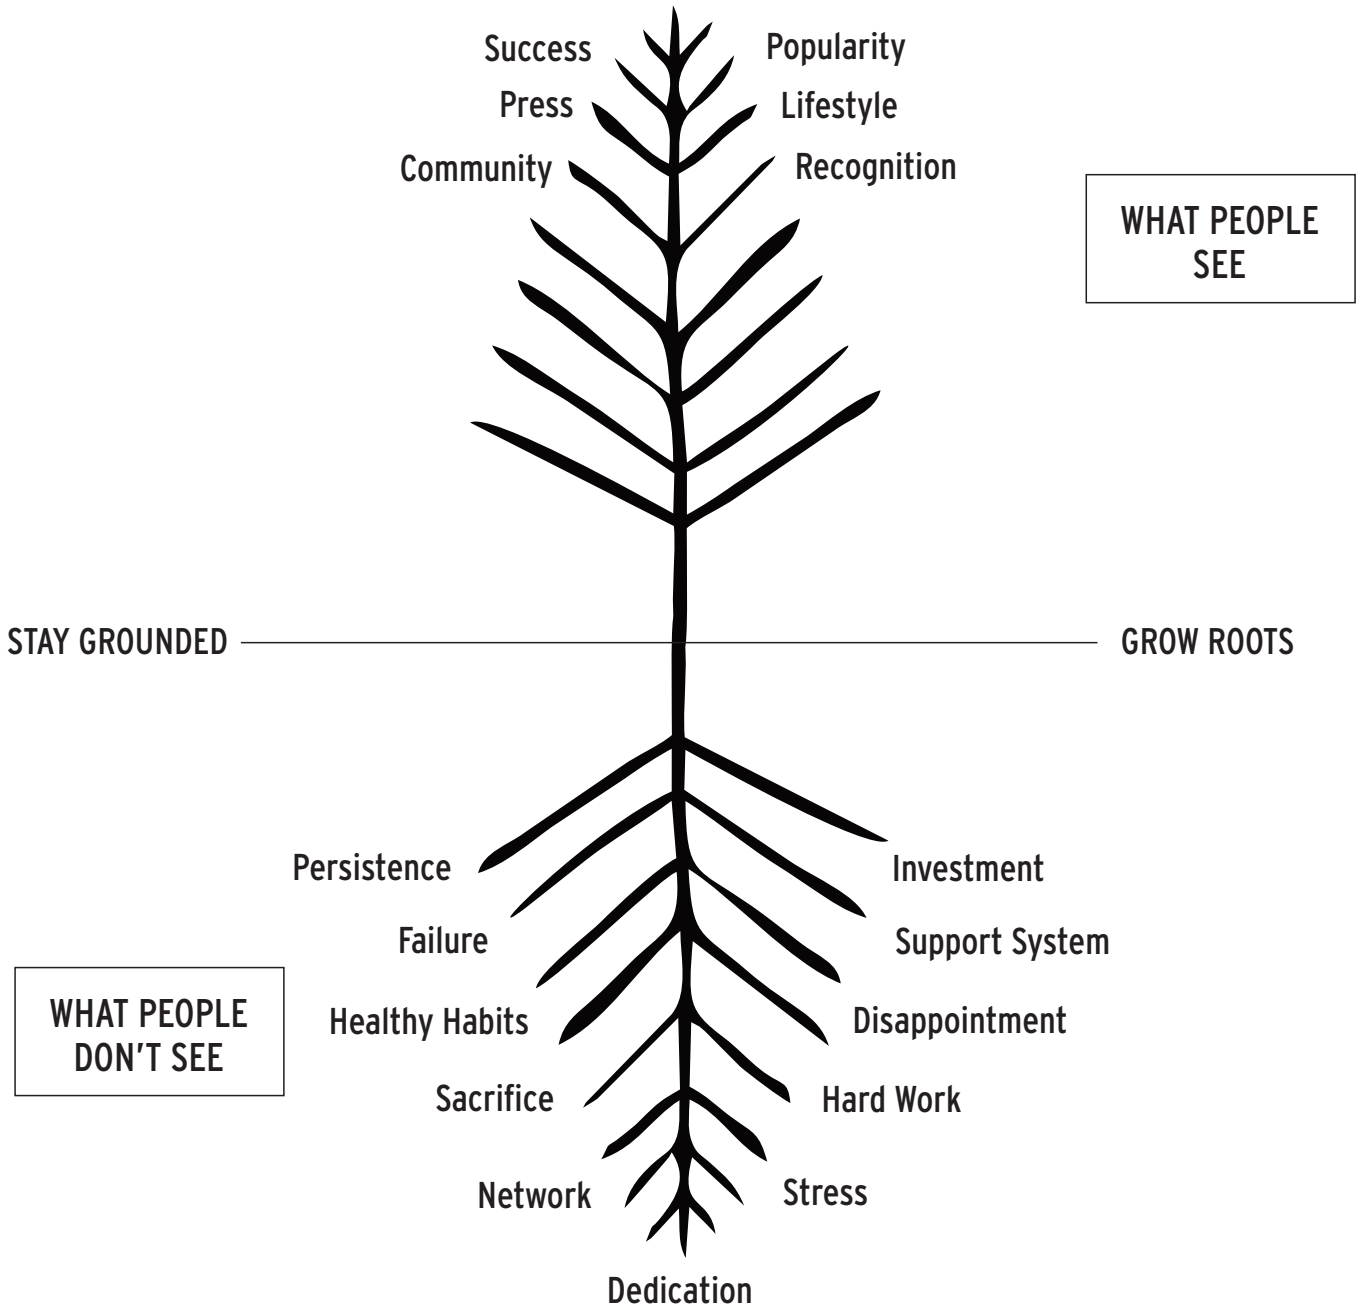 Success
Popularity
Press
Lifestyle
Community
Recognition
WHAT PEOPLE
SEE
STAY GROUNDED
GROW ROOTS
Persistence
Investment
Failure
Support System
WHAT PEOPLE
DON'T SEE
Healthy Habits
Disappointment
Sacrifice
Hard Work
Network
Stress
Dedication